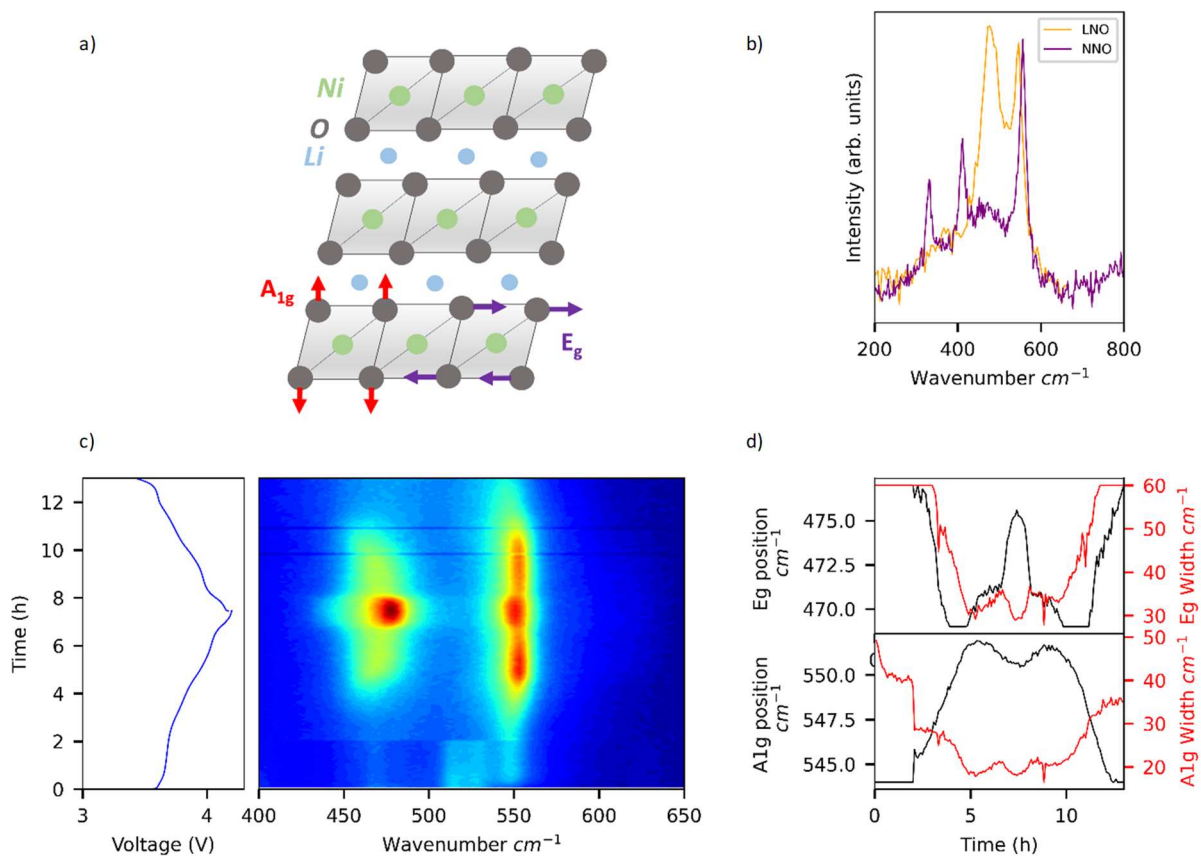 a)
Ni
O
Li
A1g
Eg
b)
LNO
NNO
Intensity (arb. units)
200 400 600 800
Wavenumber cm−1
c)
12
10
8
6
4
2
0
Time (h)
3 4
Voltage (V)
400 450 500 550 600 650
Wavenumber cm−1
d)
475.0
472.5
470.0
Eg position
cm−1
60
50
40
30
Eg Width cm−1
550.0
547.5
545.0
A1g position
cm−1
50
40
30
20
A1g Width cm−1
0 5 10
Time (h)